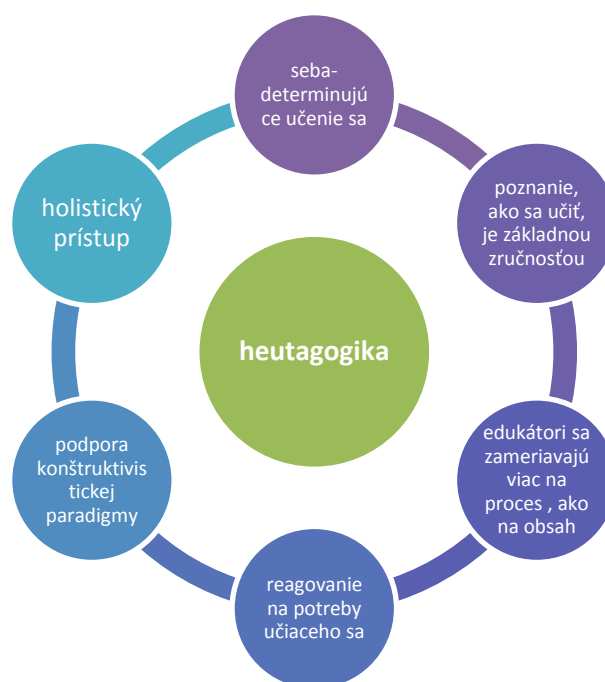 seba-
determinujú
ce učenie sa
poznanie,
ako sa učiť,
je základnou
zručnosťou
edukátori sa
zameriavajú
viac na
proces , ako
na obsah
reagovanie
na potreby
učiaceho sa
podpora
konštruktivis
tickej
paradigmy
holistický
prístup
heutagogika